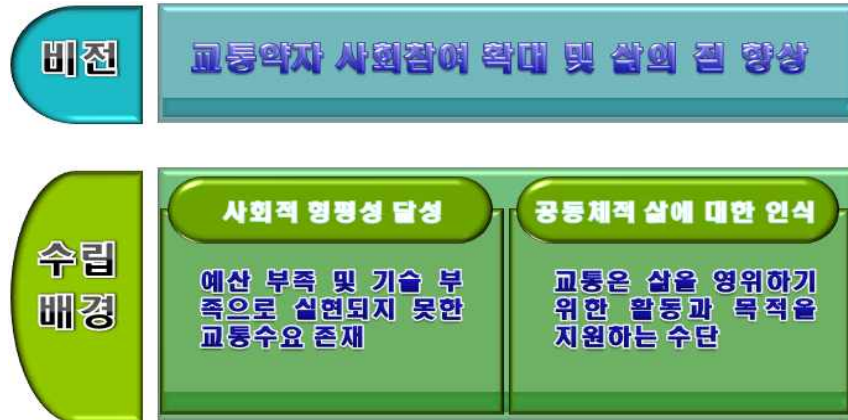 비전
교통약자 사회참여 확대 및 삶의 질 향상
수립
배경
사회적 형평성 달성
예산 부족 및 기술 부
족으로 실현되지 못한
교통수요 존재
공동체적 삶에 대한 인식
교통은 삶을 영위하기
위한 활동과 목적을
지원하는 수단